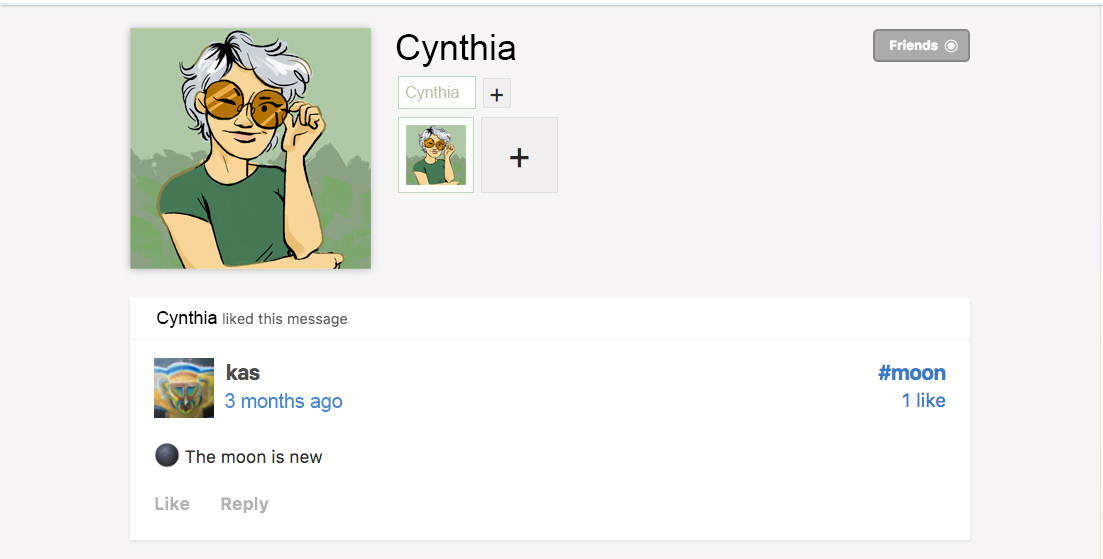 Cynthia
Friends
Cynthia +
+
Cynthia liked this message
kas #moon
3 months ago 1 like
The moon is new
Like Reply